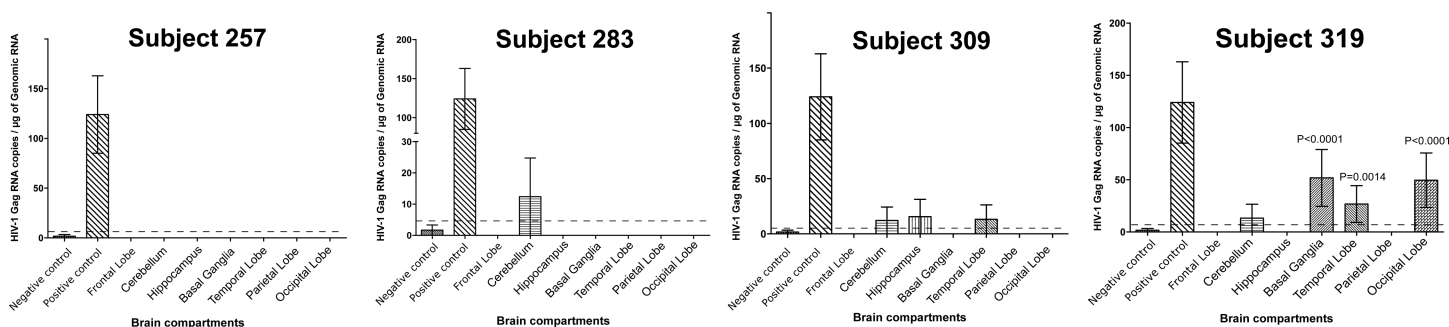 Subject 257
HIV-1 Gag RNA copies / µg of Genomic RNA
150
100
50
0
Negative control
Positive control
Frontal Lobe
Cerebellum
Hippocampus
Basal Ganglia
Temporal Lobe
Parietal Lobe
Occipital Lobe
Brain compartments
Subject 283
HIV-1 Gag RNA copies / µg of Genomic RNA
200
150
100
30
20
10
0
Negative control
Positive control
Frontal Lobe
Cerebellum
Hippocampus
Basal Ganglia
Temporal Lobe
Parietal Lobe
Occipital Lobe
Brain compartments
Subject 309
HIV-1 Gag RNA copies / µg of Genomic RNA
150
100
50
0
Negative control
Positive control
Frontal Lobe
Cerebellum
Hippocampus
Basal Ganglia
Temporal Lobe
Parietal Lobe
Occipital Lobe
Brain compartments
Subject 319
HIV-1 Gag RNA copies / µg of Genomic RNA
200
150
100
50
0
P<0.0001
P=0.0014
P<0.0001
Negative control
Positive control
Frontal Lobe
Cerebellum
Hippocampus
Basal Ganglia
Temporal Lobe
Parietal Lobe
Occipital Lobe
Brain compartments